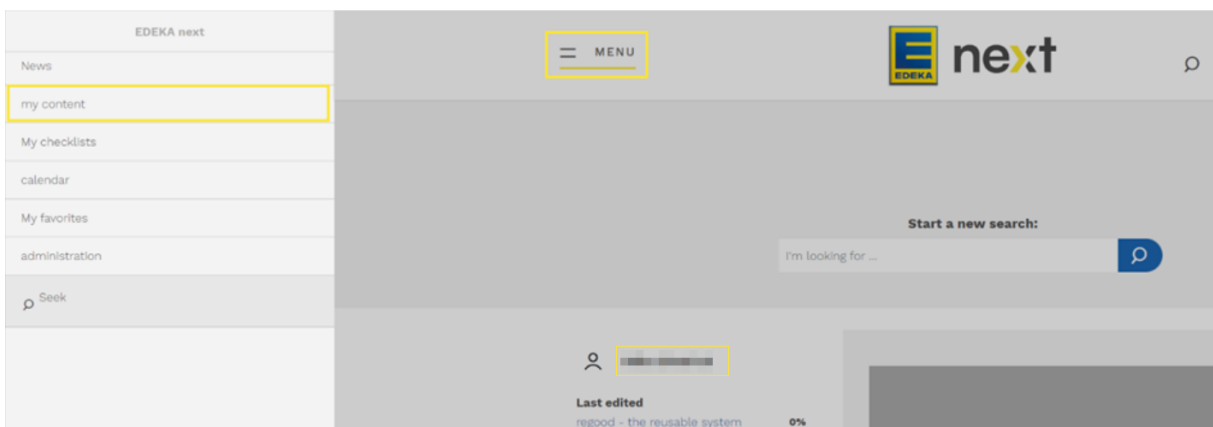 EDEKA next
News
my content
My checklists
calendar
My favorites
administration
Seek
MENU
EDEKA
next
Start a new search:
I'm looking for ...
Last edited
regood - the reusable system 0%